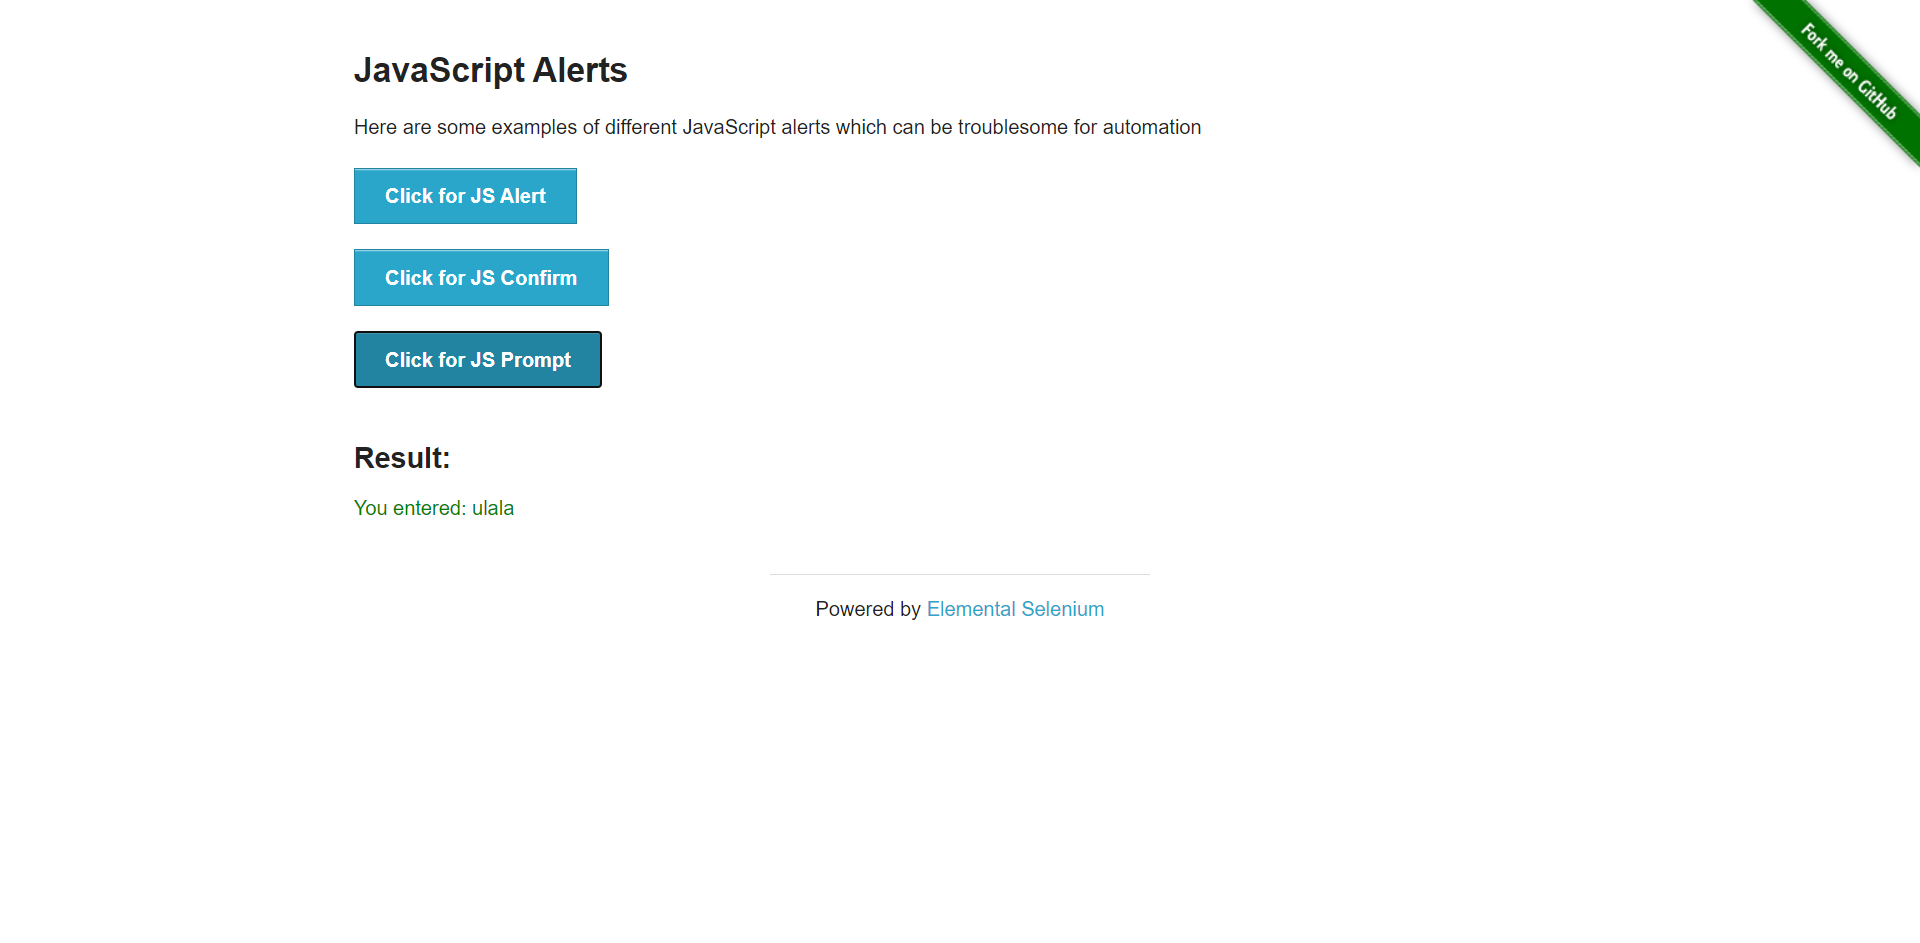 Fork me on GitHub
JavaScript Alerts
Here are some examples of different JavaScript alerts which can be troublesome for automation
Click for JS Alert
Click for JS Confirm
Click for JS Prompt
Result:
You entered: ulala
Powered by Elemental Selenium